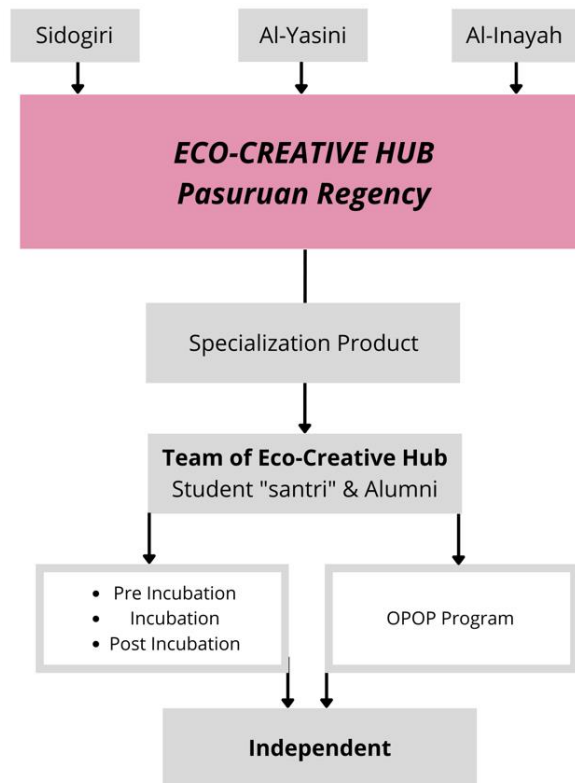 Sidogiri
Al-Yasini
Al-Inayah
ECO-CREATIVE HUB
Pasuruan Regency
Specialization Product
Team of Eco-Creative Hub
Student "santri" & Alumni
• Pre Incubation
• Incubation
• Post Incubation
OPOP Program
Independent